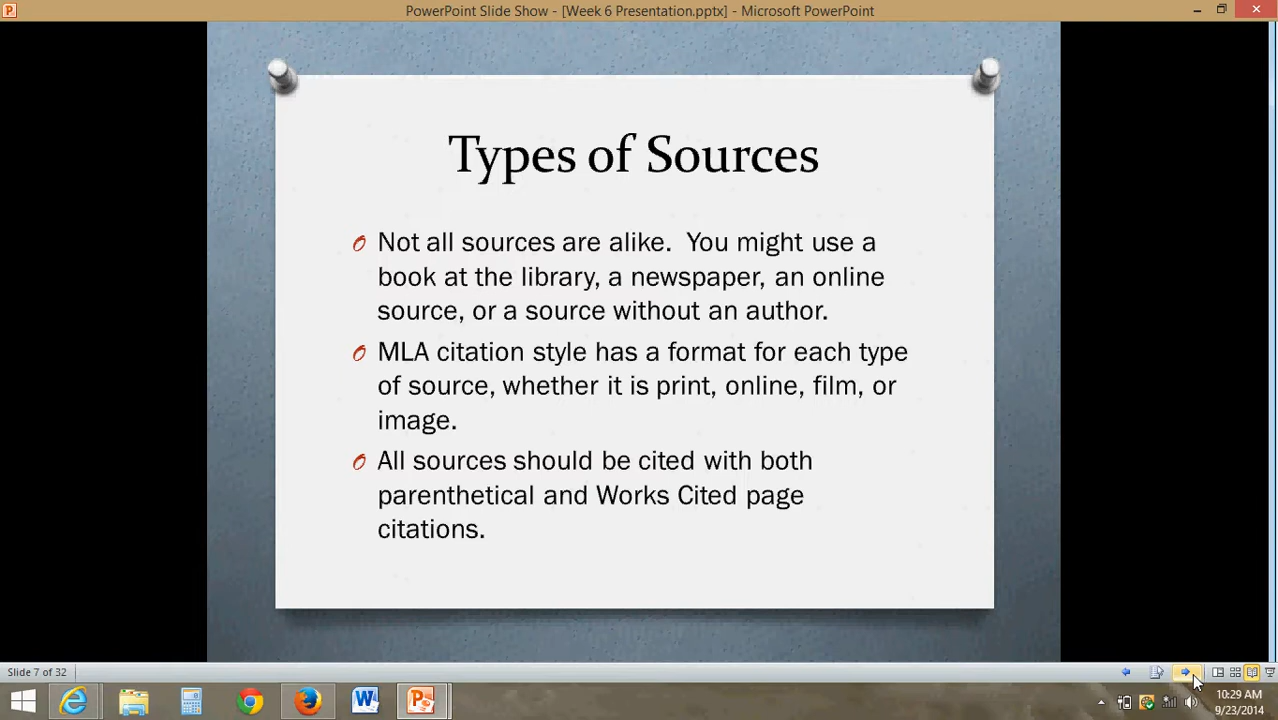 PowerPoint Slide Show - [Week 6 Presentation.pptx] - Microsoft PowerPoint
Types of Sources
Not all sources are alike.  You might use a
book at the library, a newspaper, an online
source, or a source without an author.
MLA citation style has a format for each type
of source, whether it is print, online, film, or
image.
All sources should be cited with both
parenthetical and Works Cited page
citations.
Slide 7 of 32
10:29 AM
9/23/2014